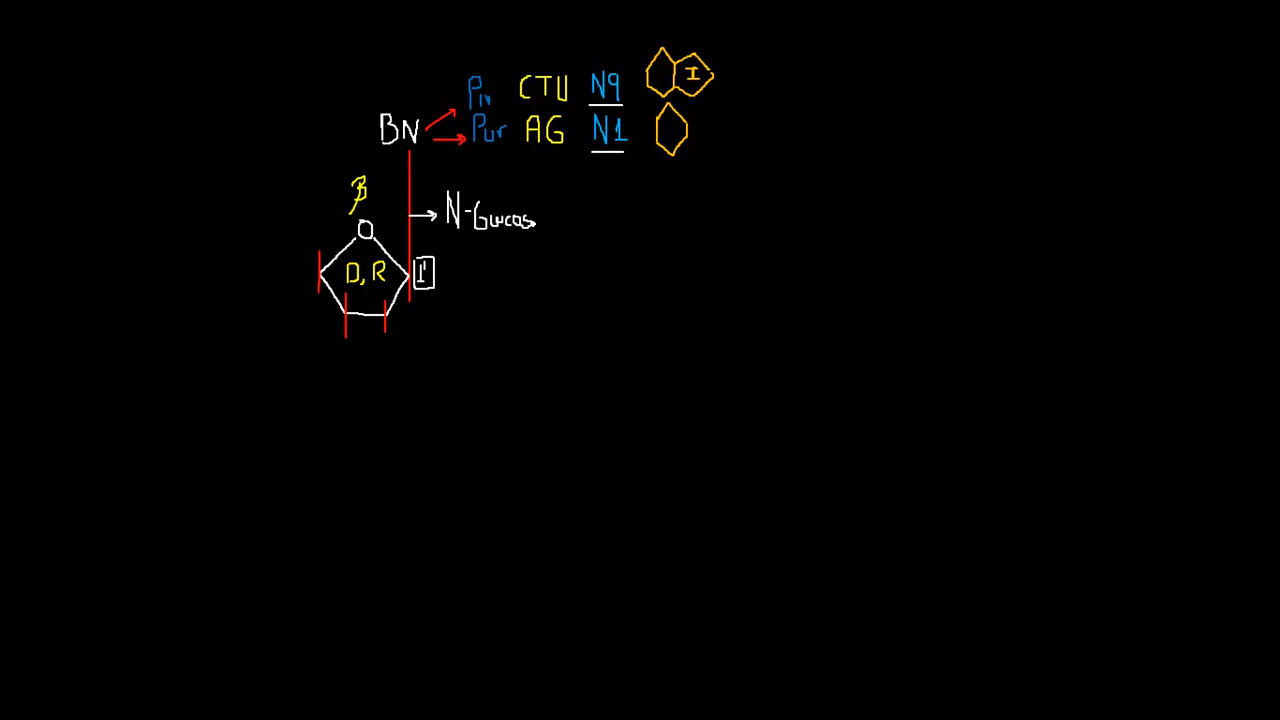 Pir CTU N9 I
BN Pur AG N1
β
N-Glucos
O
D, R 1'